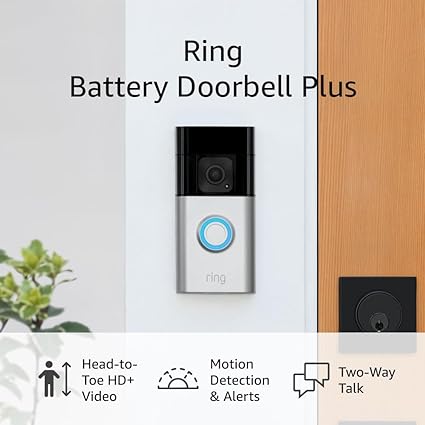 Ring
Battery Doorbell Plus
ring
Head-to-
Toe HD+
Video
Motion
Detection
& Alerts
Two-Way
Talk